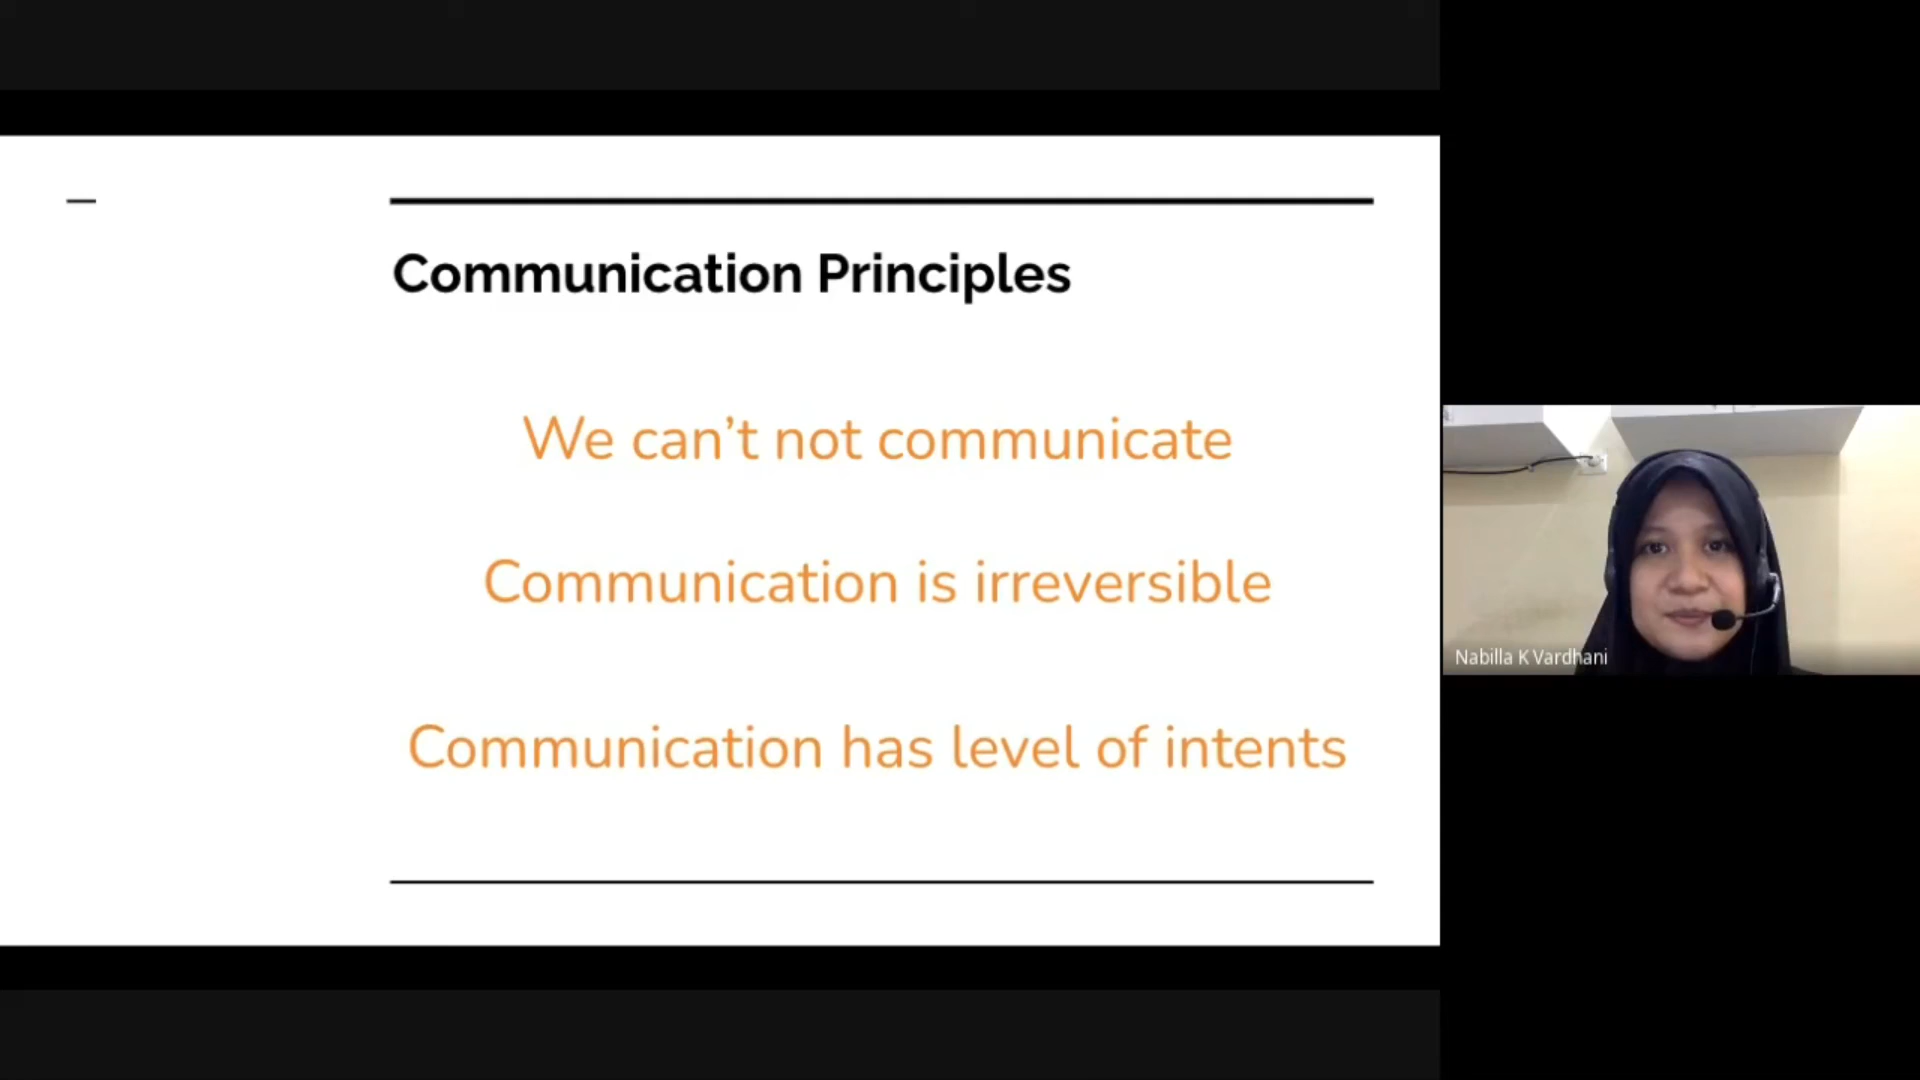 Communication Principles
We can’t not communicate
Communication is irreversible
Communication has level of intents
Nabilla K Vardhani